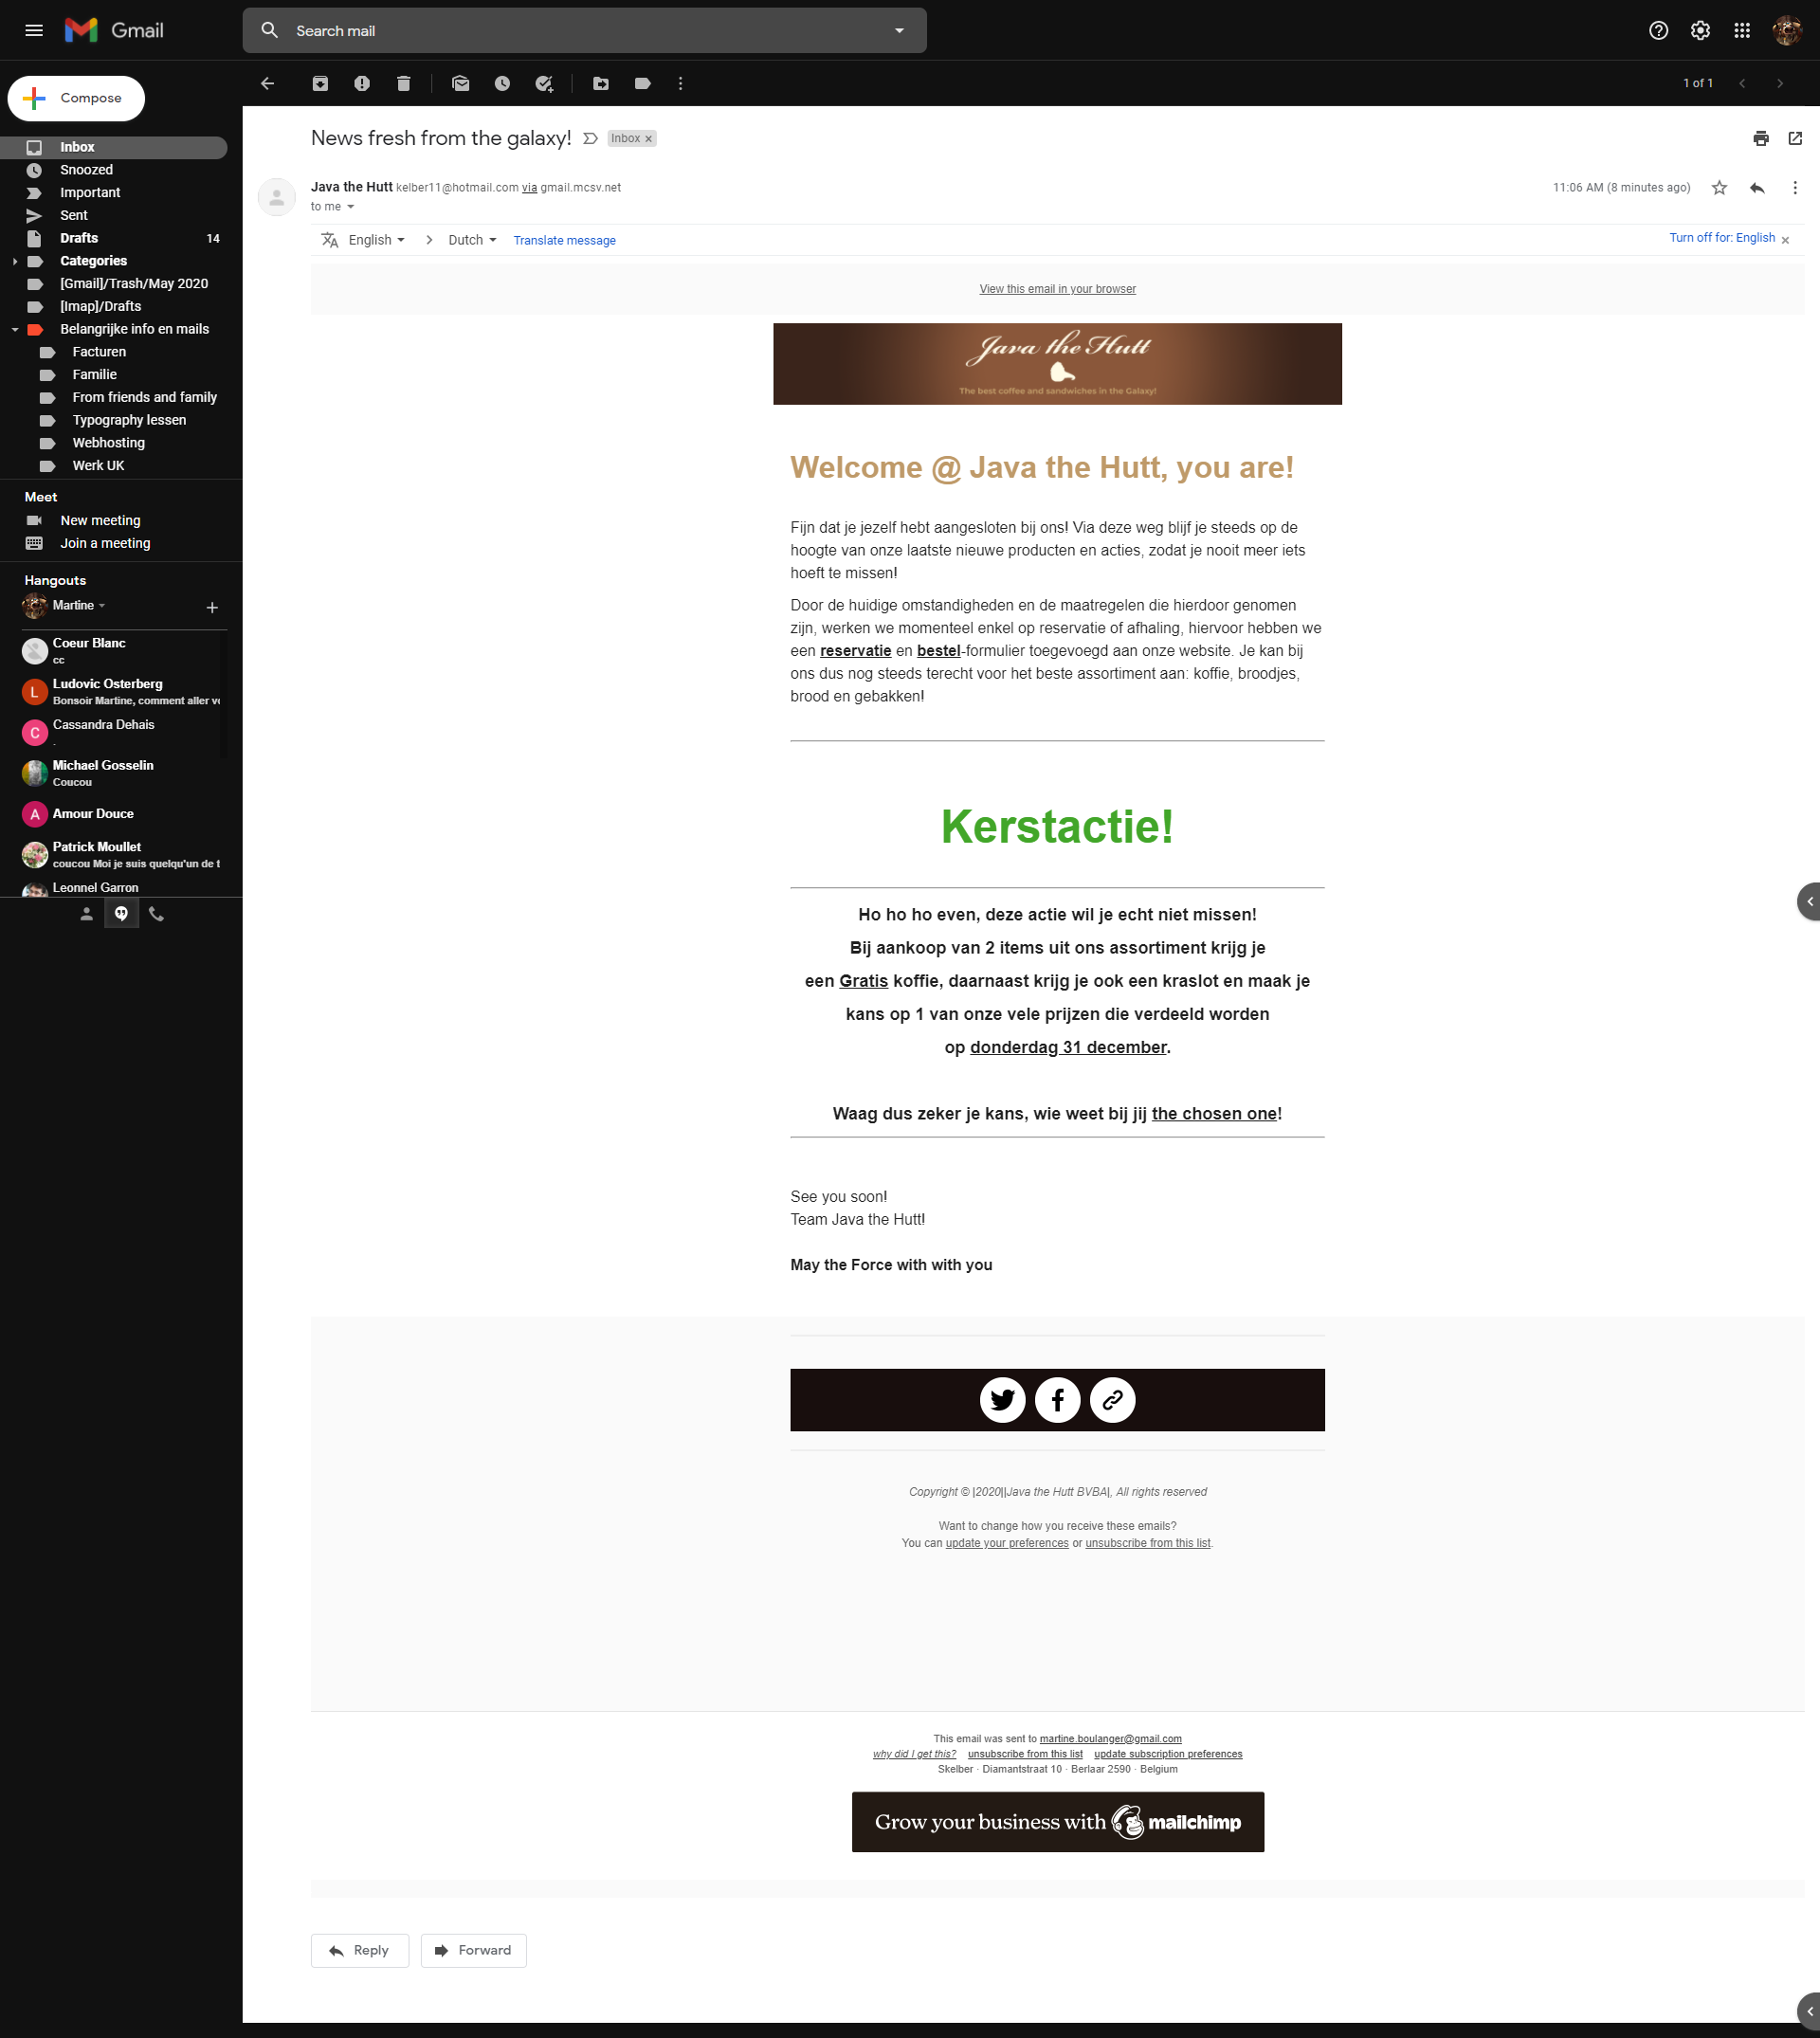 Gmail
Search mail
1 of 1
Compose
Inbox
Snoozed
Important
Sent
Drafts 14
Categories
[Gmail]/Trash/May 2020
[Imap]/Drafts
Belangrijke info en mails
Facturen
Familie
From friends and family
Typography lessen
Webhosting
Werk UK
Meet
New meeting
Join a meeting
Hangouts
Martine
Coeur Blanc
cc
L
Ludovic Osterberg
Bonsoir Martine, comment aller v
C
Cassandra Dehais
.
Michael Gosselin
Coucou
A
Amour Douce
Patrick Moullet
coucou Moi je suis quelqu'un de t
Leonnel Garron
News fresh from the galaxy! Inbox x
Java the Hutt kelber11@hotmail.com via gmail.mcsv.net
11:06 AM (8 minutes ago)
to me
English > Dutch Translate message
Turn off for: English x
View this email in your browser
Java the Hutt
The best coffee and sandwiches in the Galaxy!
Welcome @ Java the Hutt, you are!
Fijn dat je jezelf hebt aangesloten bij ons! Via deze weg blijf je steeds op de
hoogte van onze laatste nieuwe producten en acties, zodat je nooit meer iets
hoeft te missen!
Door de huidige omstandigheden en de maatregelen die hierdoor genomen
zijn, werken we momenteel enkel op reservatie of afhaling, hiervoor hebben we
een reservatie en bestel-formulier toegevoegd aan onze website. Je kan bij
ons dus nog steeds terecht voor het beste assortiment aan: koffie, broodjes,
brood en gebakken!
Kerstactie!
Ho ho ho even, deze actie wil je echt niet missen!
Bij aankoop van 2 items uit ons assortiment krijg je
een Gratis koffie, daarnaast krijg je ook een kraslot en maak je
kans op 1 van onze vele prijzen die verdeeld worden
op donderdag 31 december.
Waag dus zeker je kans, wie weet bij jij the chosen one!
See you soon!
Team Java the Hutt!
May the Force with with you
Copyright © |2020||Java the Hutt BVBA|, All rights reserved
Want to change how you receive these emails?
You can update your preferences or unsubscribe from this list.
This email was sent to martine.boulanger@gmail.com
why did I get this? unsubscribe from this list update subscription preferences
Skelber · Diamantstraat 10 · Berlaar 2590 · Belgium
Grow your business with mailchimp
Reply
Forward